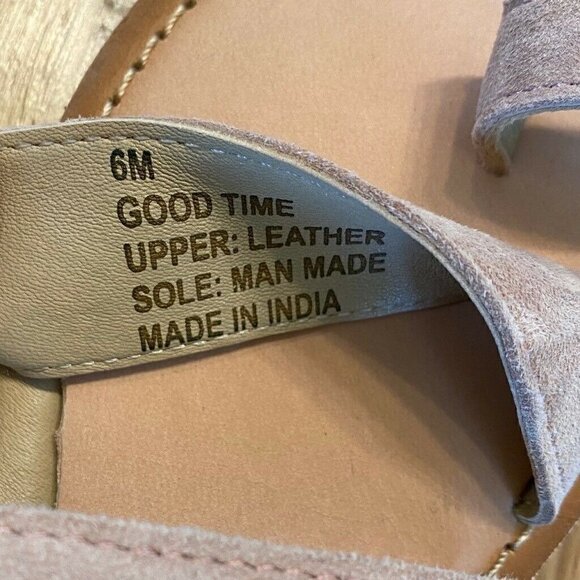 6M
GOOD TIME
UPPER: LEATHER
SOLE: MAN MADE
MADE IN INDIA